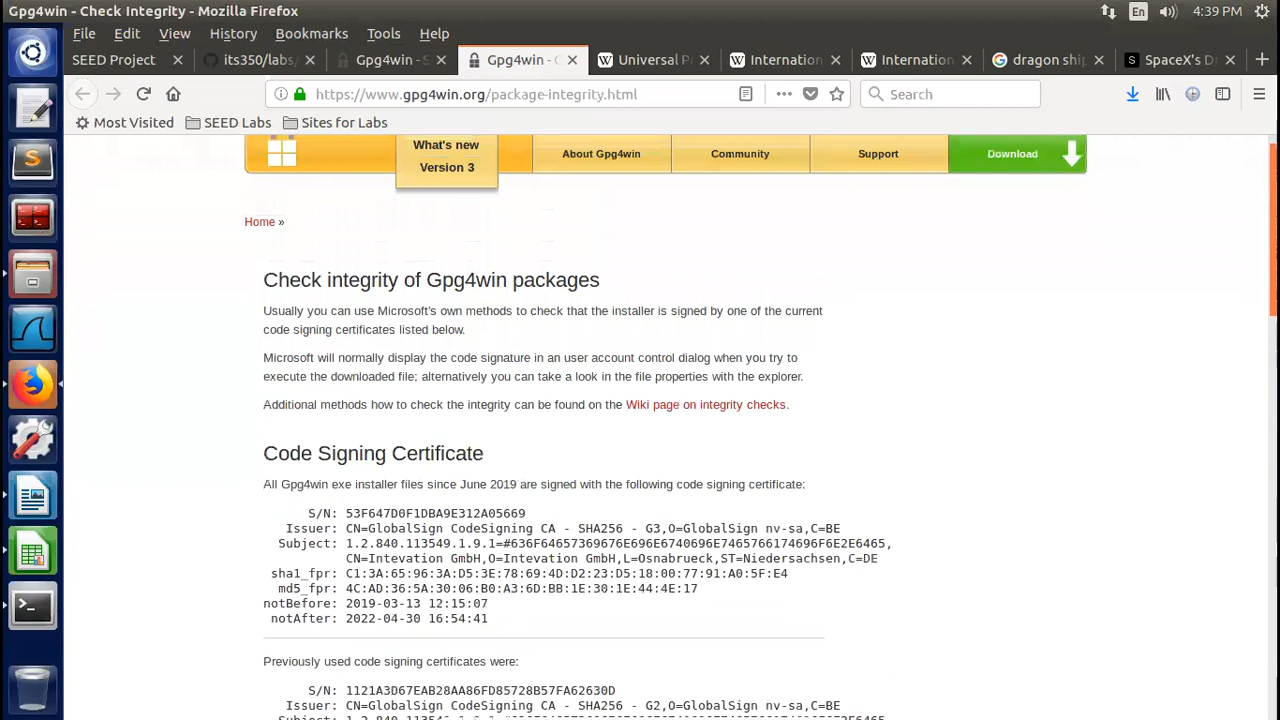 Gpg4win - Check Integrity - Mozilla Firefox
En
4:39 PM
File Edit View History Bookmarks Tools Help
SEED Project
its350/labs/
Gpg4win - S
Gpg4win - C
Universal P
Internation
Internation
dragon ship
SpaceX's Dr
https://www.gpg4win.org/package-integrity.html
Search
Most Visited
SEED Labs
Sites for Labs
What's new
Version 3
About Gpg4win
Community
Support
Download
Home »
Check integrity of Gpg4win packages
Usually you can use Microsoft's own methods to check that the installer is signed by one of the current
code signing certificates listed below.
Microsoft will normally display the code signature in an user account control dialog when you try to
execute the downloaded file; alternatively you can take a look in the file properties with the explorer.
Additional methods how to check the integrity can be found on the Wiki page on integrity checks.
Code Signing Certificate
All Gpg4win exe installer files since June 2019 are signed with the following code signing certificate:
S/N: 53F647D0F1DBA9E312A05669
Issuer: CN=GlobalSign CodeSigning CA - SHA256 - G3,O=GlobalSign nv-sa,C=BE
Subject: 1.2.840.113549.1.9.1=#636F64657369676E696E6740696E7465766174696F6E2E6465,
CN=Intevation GmbH,O=Intevation GmbH,L=Osnabrueck,ST=Niedersachsen,C=DE
sha1_fpr: C1:3A:65:96:3A:D5:3E:78:69:4D:D2:23:D5:18:00:77:91:A0:5F:E4
md5_fpr: 4C:AD:36:5A:30:06:B0:A3:6D:BB:1E:30:1E:44:4E:17
notBefore: 2019-03-13 12:15:07
notAfter: 2022-04-30 16:54:41
Previously used code signing certificates were:
S/N: 1121A3D67EAB28AA86FD85728B57FA62630D
Issuer: CN=GlobalSign CodeSigning CA - SHA256 - G2,O=GlobalSign nv-sa,C=BE